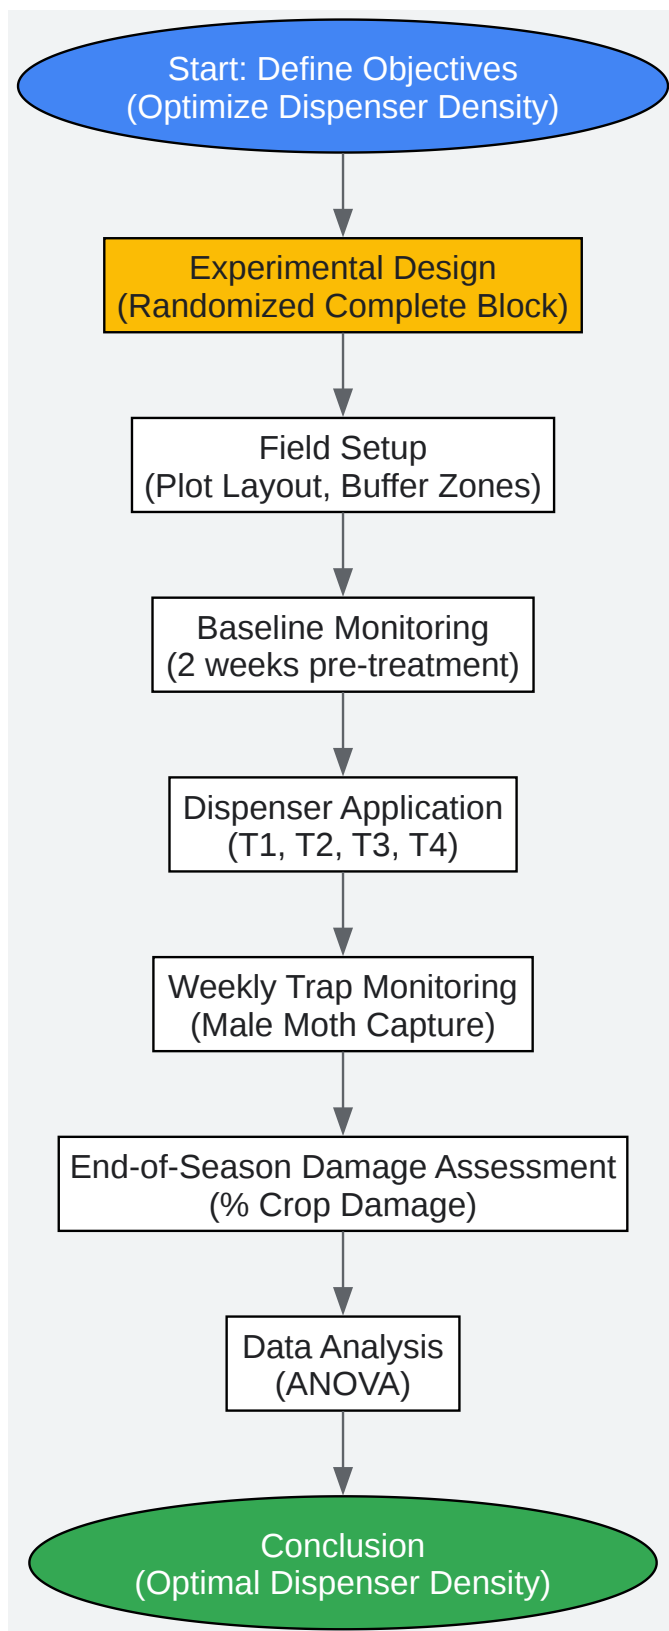 Start: Define Objectives
(Optimize Dispenser Density)
Experimental Design
(Randomized Complete Block)
Field Setup
(Plot Layout, Buffer Zones)
Baseline Monitoring
(2 weeks pre-treatment)
Dispenser Application
(T1, T2, T3, T4)
Weekly Trap Monitoring
(Male Moth Capture)
End-of-Season Damage Assessment
(% Crop Damage)
Data Analysis
(ANOVA)
Conclusion
(Optimal Dispenser Density)